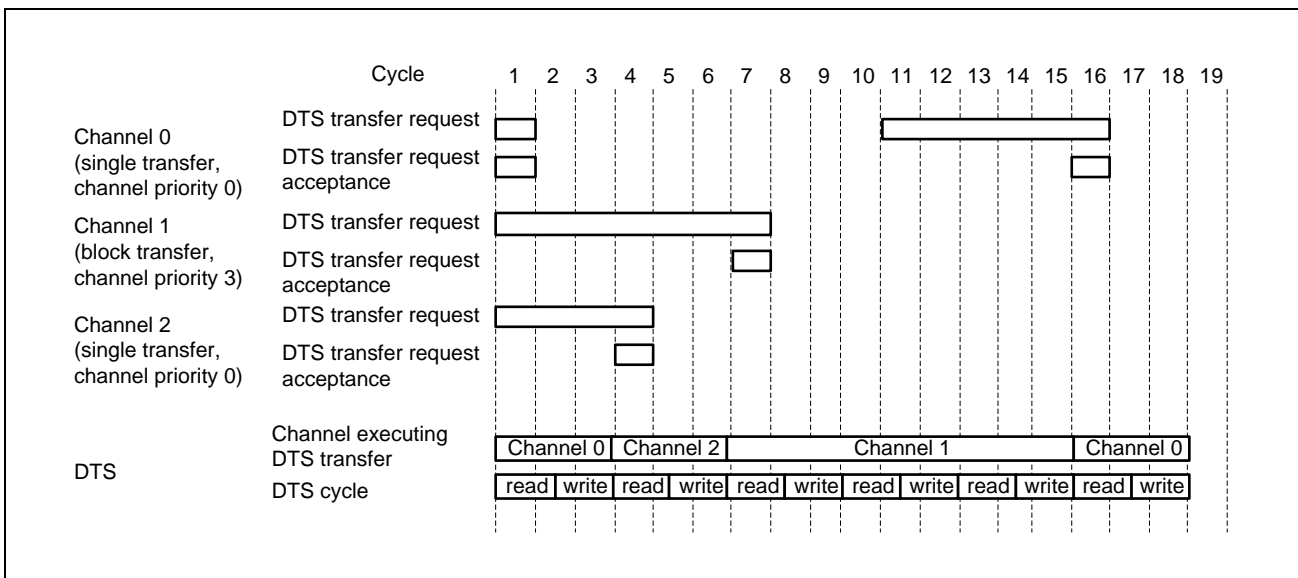 Cycle 1 2 3 4 5 6 7 8 9 10 11 12 13 14 15 16 17 18 19
Channel 0
(single transfer,
channel priority 0)
DTS transfer request
DTS transfer request
acceptance
Channel 1
(block transfer,
channel priority 3)
DTS transfer request
DTS transfer request
acceptance
Channel 2
(single transfer,
channel priority 0)
DTS transfer request
DTS transfer request
acceptance
DTS
Channel executing
DTS transfer
Channel 0 Channel 2 Channel 1 Channel 0
DTS cycle
read write read write read write read write read write read write